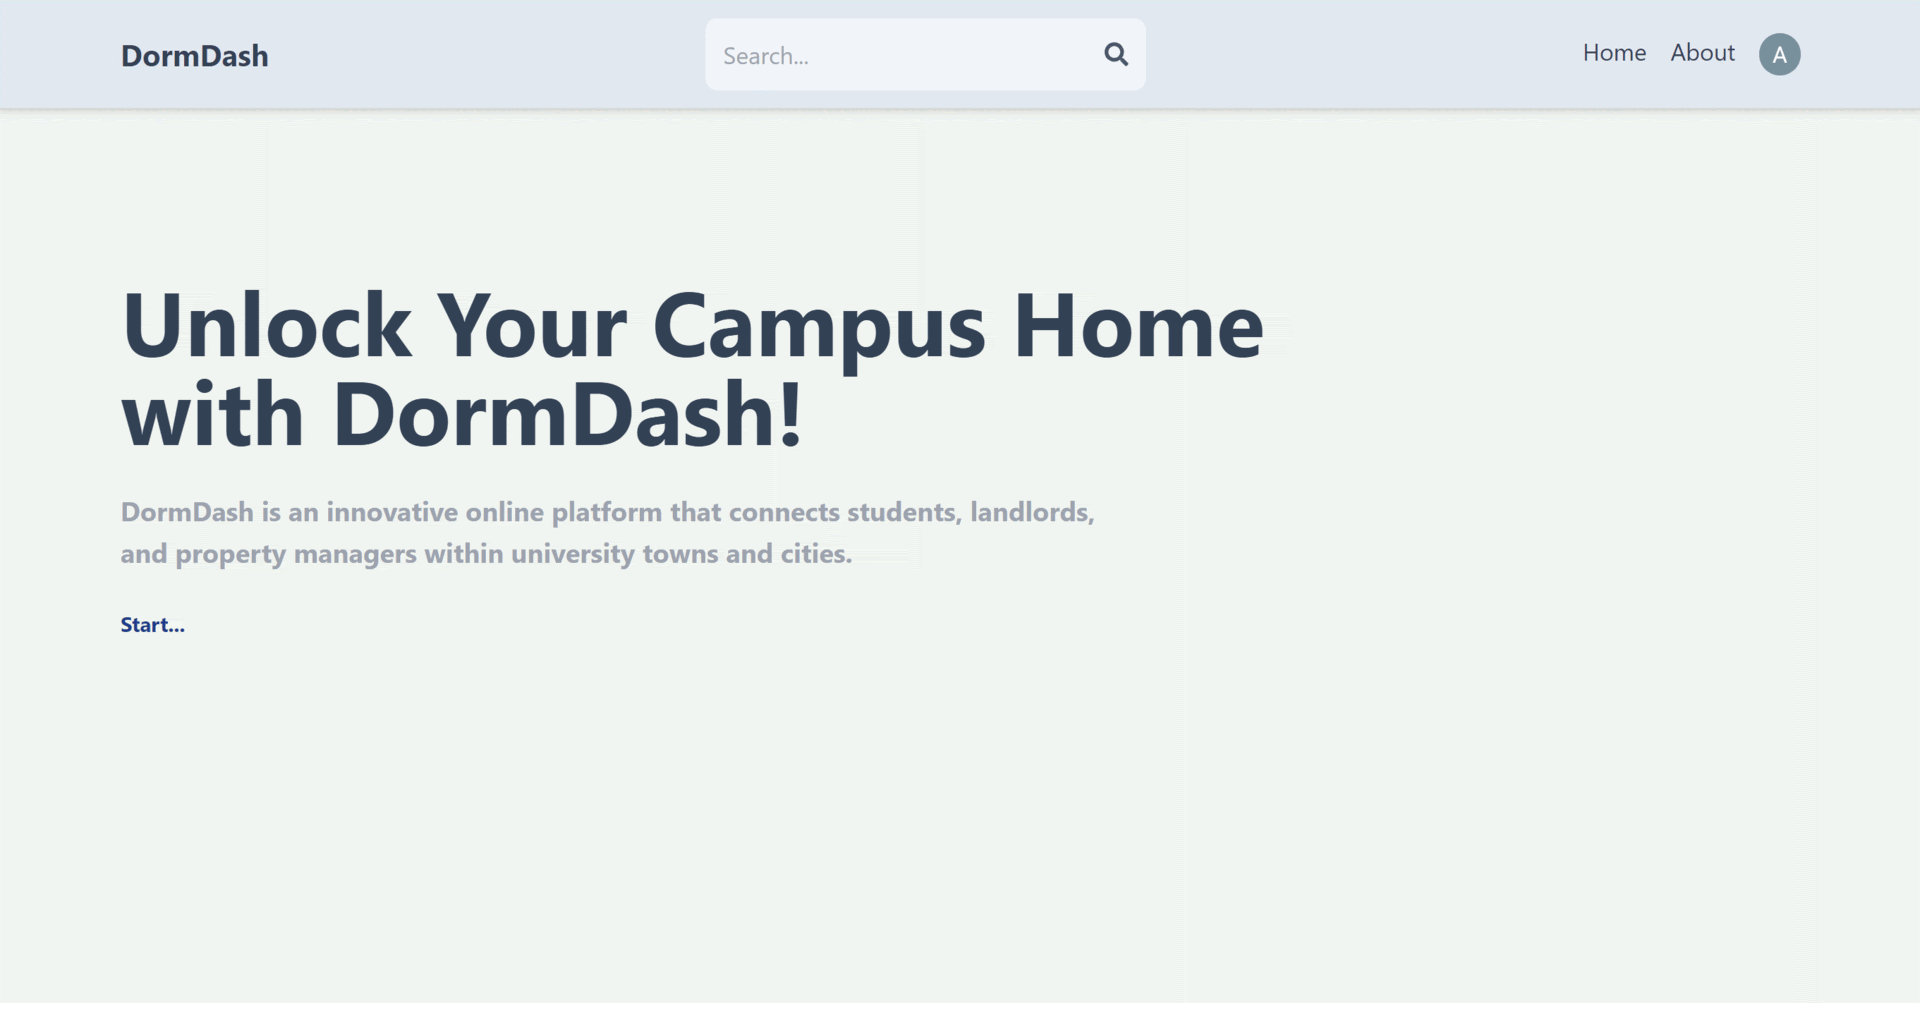 DormDash
Search...
Home
About
A
Unlock Your Campus Home
with DormDash!
DormDash is an innovative online platform that connects students, landlords,
and property managers within university towns and cities.
Start...